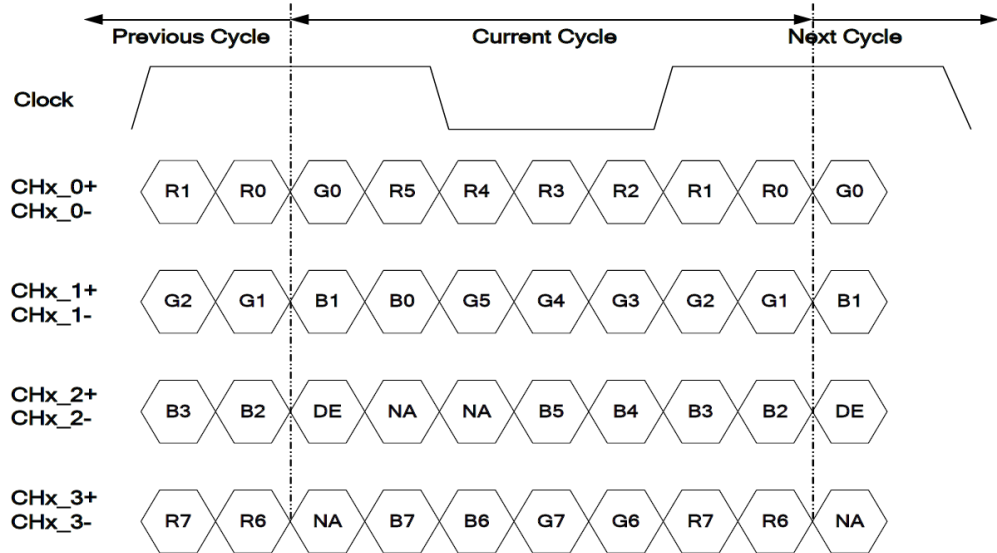 Previous Cycle Current Cycle Next Cycle
Clock
CHx_0+
CHx_0-
R1 R0 G0 R5 R4 R3 R2 R1 R0 G0
CHx_1+
CHx_1-
G2 G1 B1 B0 G5 G4 G3 G2 G1 B1
CHx_2+
CHx_2-
B3 B2 DE NA NA B5 B4 B3 B2 DE
CHx_3+
CHx_3-
R7 R6 NA B7 B6 G7 G6 R7 R6 NA